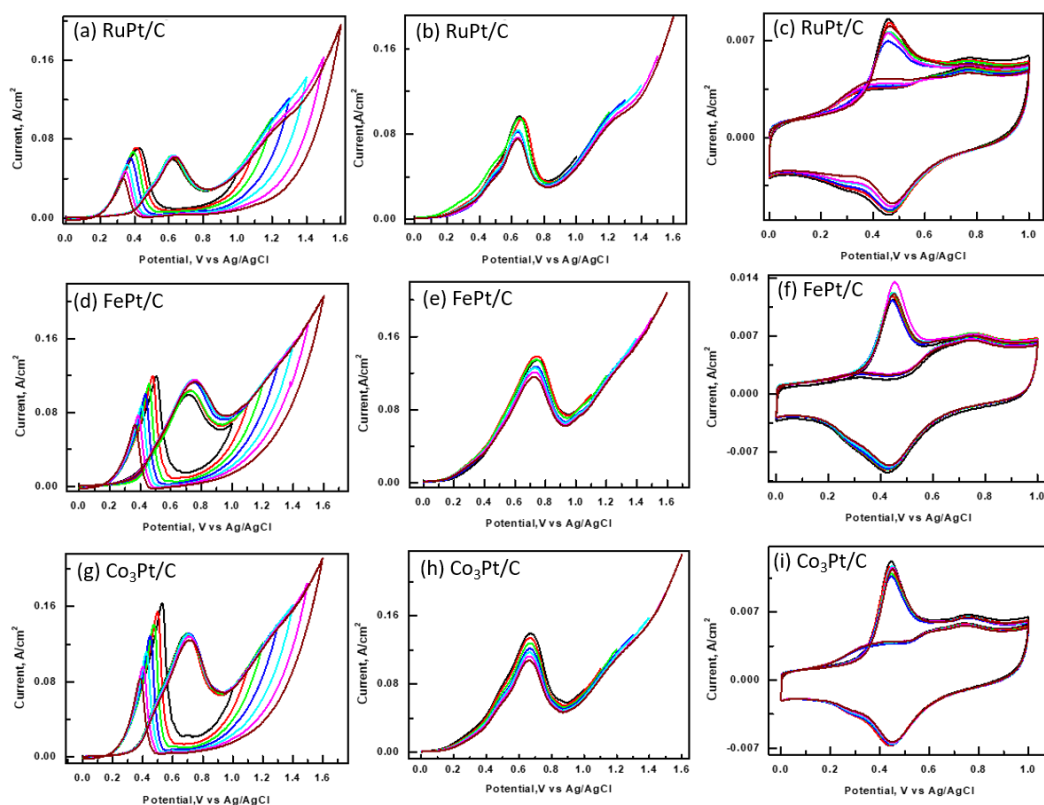 (a) RuPt/C
Current, A/cm²
0.16
0.08
0.00
0.0 0.2 0.4 0.6 0.8 1.0 1.2 1.4 1.6
Potential, V vs Ag/AgCl
(b) RuPt/C
Current,A/cm²
0.16
0.08
0.00
0.0 0.2 0.4 0.6 0.8 1.0 1.2 1.4 1.6
Potential,V vs Ag/AgCl
(c) RuPt/C
Current, A/cm²
0.007
0.000
0.0 0.2 0.4 0.6 0.8 1.0
Potential, V vs Ag/AgCl
(d) FePt/C
Current, A/cm²
0.16
0.08
0.00
0.0 0.2 0.4 0.6 0.8 1.0 1.2 1.4 1.6
Potential, V vs Ag/AgCl
(e) FePt/C
Current,A/cm²
0.16
0.08
0.00
0.0 0.2 0.4 0.6 0.8 1.0 1.2 1.4 1.6
Potential, V vs Ag/AgCl
(f) FePt/C
Current, A/cm²
0.014
0.007
0.000
-0.007
0.0 0.2 0.4 0.6 0.8 1.0
Potential, V vs Ag/AgCl
(g) Co₃Pt/C
Current, A/cm²
0.16
0.08
0.00
0.0 0.2 0.4 0.6 0.8 1.0 1.2 1.4 1.6
Potential,V vs Ag/AgCl
(h) Co₃Pt/C
Current, A/cm²
0.16
0.08
0.00
0.0 0.2 0.4 0.6 0.8 1.0 1.2 1.4 1.6
Potential, V vs Ag/AgCl
(i) Co₃Pt/C
Current, A/cm²
0.007
0.000
-0.007
0.0 0.2 0.4 0.6 0.8 1.0
Potential, V vs Ag/AgCl